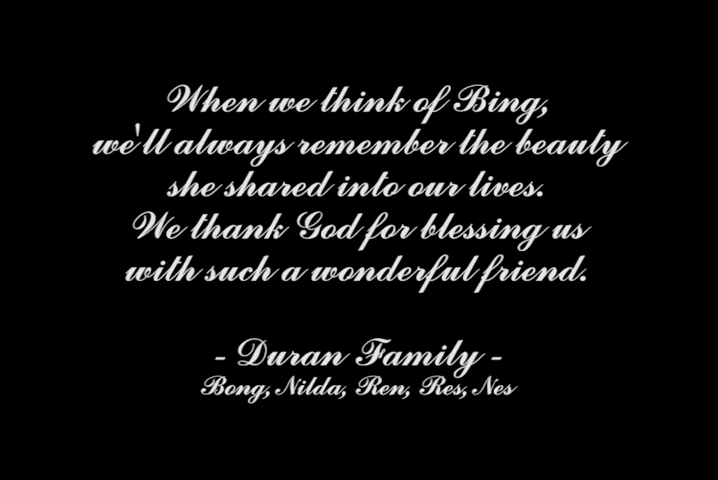 When we think of Bing,
we'll always remember the beauty
she shared into our lives.
We thank God for blessing us
with such a wonderful friend.
- Duran Family -
Bong, Nilda, Ren, Res, Nes